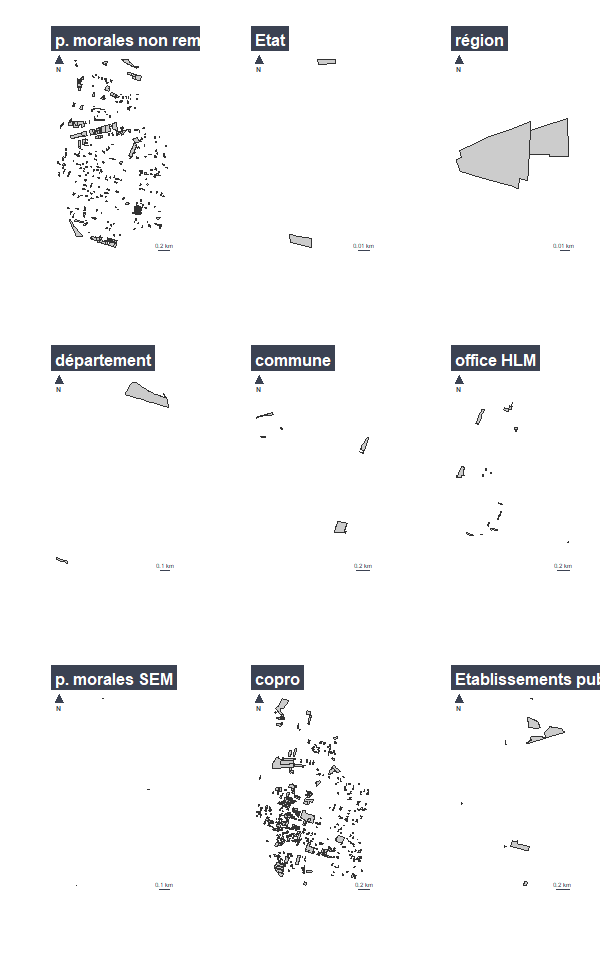 p. morales non rem
Etat
région
N
N
N
0.2 km
0.01 km
0.01 km
département
commune
office HLM
N
N
N
0.1 km
0.2 km
0.2 km
p. morales SEM
copro
Etablissements pub
N
N
N
0.1 km
0.2 km
0.2 km